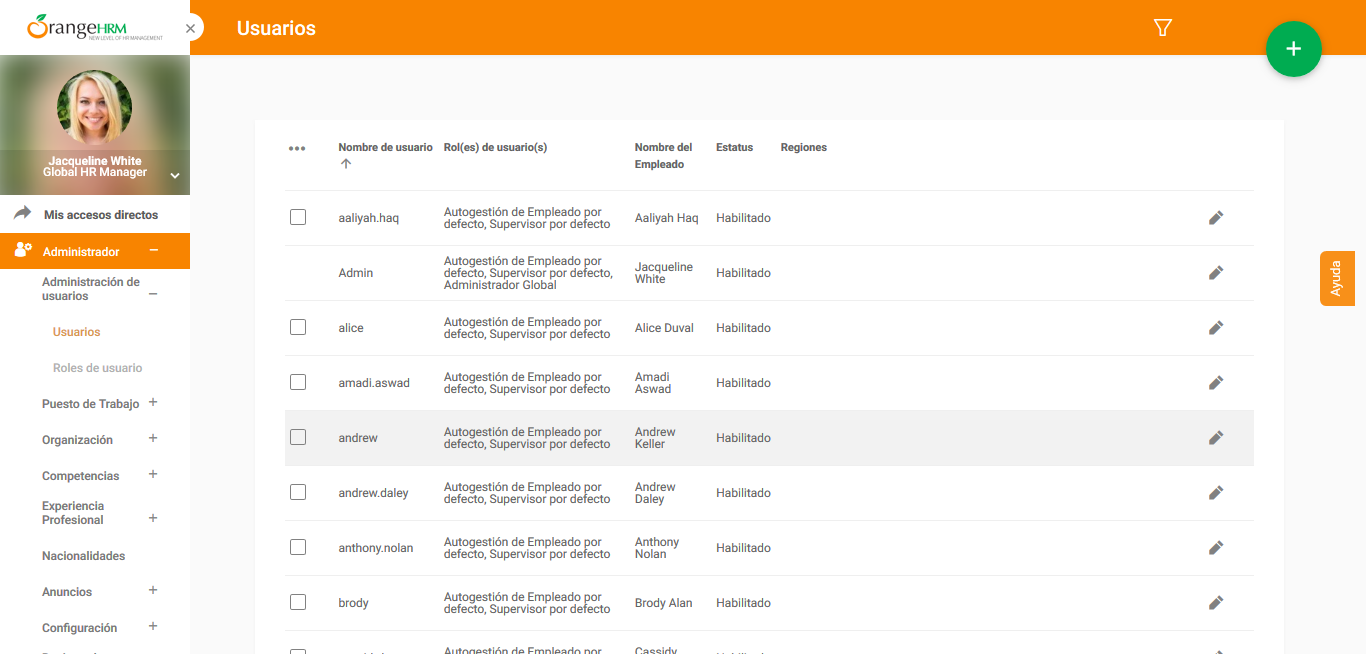 OrangeHRM
NEW LEVEL OF HR MANAGEMENT
Usuarios
Jacqueline White
Global HR Manager
Mis accesos directos
Administrador
Administración de
usuarios
Usuarios
Roles de usuario
Puesto de Trabajo
Organización
Competencias
Experiencia
Profesional
Nacionalidades
Anuncios
Configuración
Nombre de usuario Rol(es) de usuario(s) Nombre del Estatus Regiones
Empleado
aaliyah.haq Autogestión de Empleado por Aaliyah Haq Habilitado
defecto, Supervisor por defecto
Autogestión de Empleado por
Admin defecto, Supervisor por defecto, Jacqueline Habilitado
Administrador Global White
alice Autogestión de Empleado por Alice Duval Habilitado
defecto, Supervisor por defecto
amadi.aswad Autogestión de Empleado por Amadi Habilitado
defecto, Supervisor por defecto Aswad
andrew Autogestión de Empleado por Andrew Habilitado
defecto, Supervisor por defecto Keller
andrew.daley Autogestión de Empleado por Andrew Habilitado
defecto, Supervisor por defecto Daley
anthony.nolan Autogestión de Empleado por Anthony Habilitado
defecto, Supervisor por defecto Nolan
brody Autogestión de Empleado por Brody Alan Habilitado
defecto, Supervisor por defecto
Autogestión de Empleado por Cassidy
Ayuda